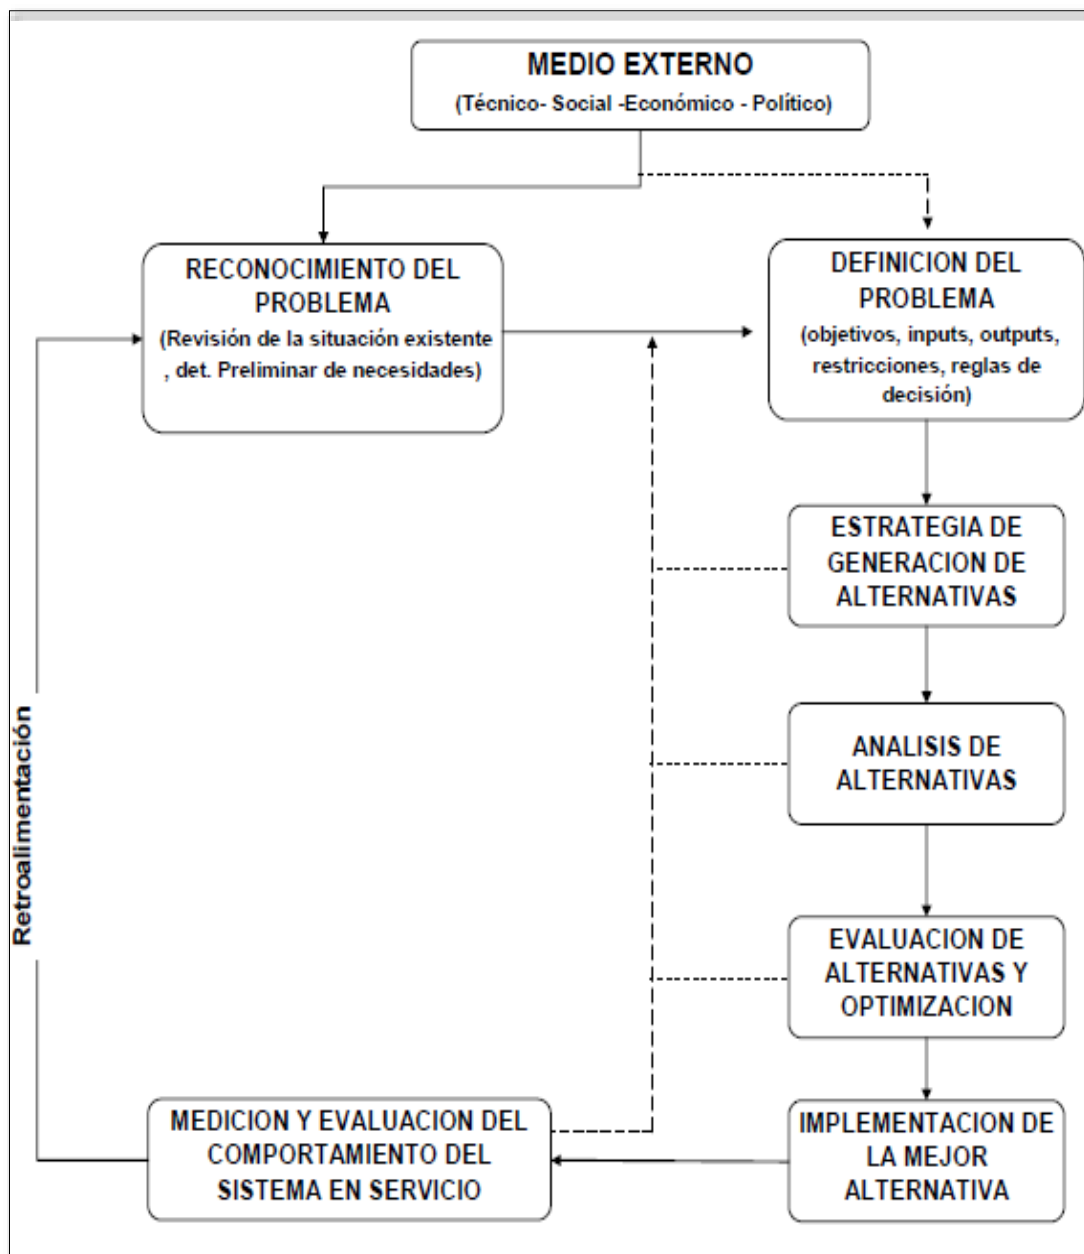 MEDIO EXTERNO
(Técnico- Social -Económico - Político)
RECONOCIMIENTO DEL
PROBLEMA
(Revisión de la situación existente
, det. Preliminar de necesidades)
DEFINICION DEL
PROBLEMA
(objetivos, inputs, outputs,
restricciones, reglas de
decisión)
ESTRATEGIA DE
GENERACION DE
ALTERNATIVAS
ANALISIS DE
ALTERNATIVAS
EVALUACION DE
ALTERNATIVAS Y
OPTIMIZACION
IMPLEMENTACION DE
LA MEJOR
ALTERNATIVA
MEDICION Y EVALUACION DEL
COMPORTAMIENTO DEL
SISTEMA EN SERVICIO
Retroalimentación